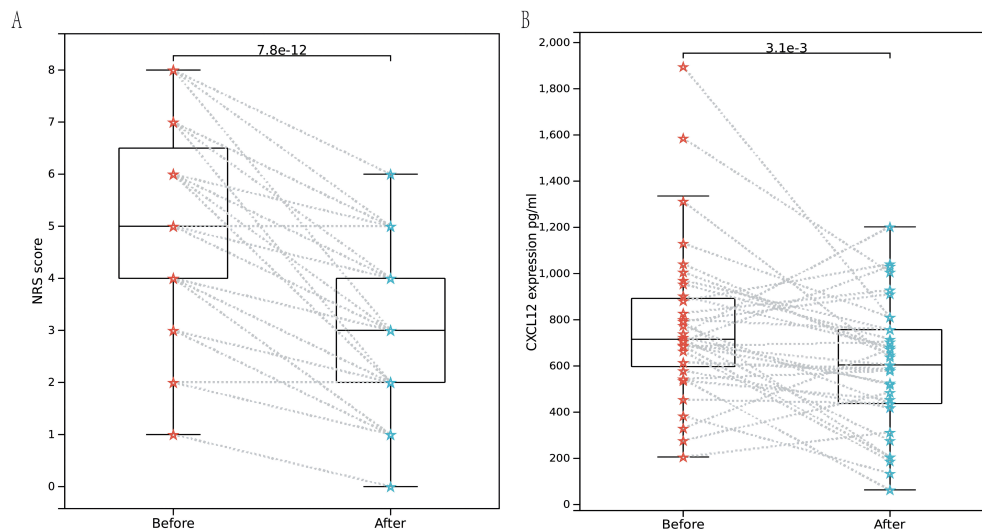 A
7.8e-12
8
7
6
5
4
3
2
1
0
NRS score
Before
After
B
3.1e-3
2,000
1,800
1,600
1,400
1,200
1,000
800
600
400
200
0
CXCL12 expression pg/ml
Before
After